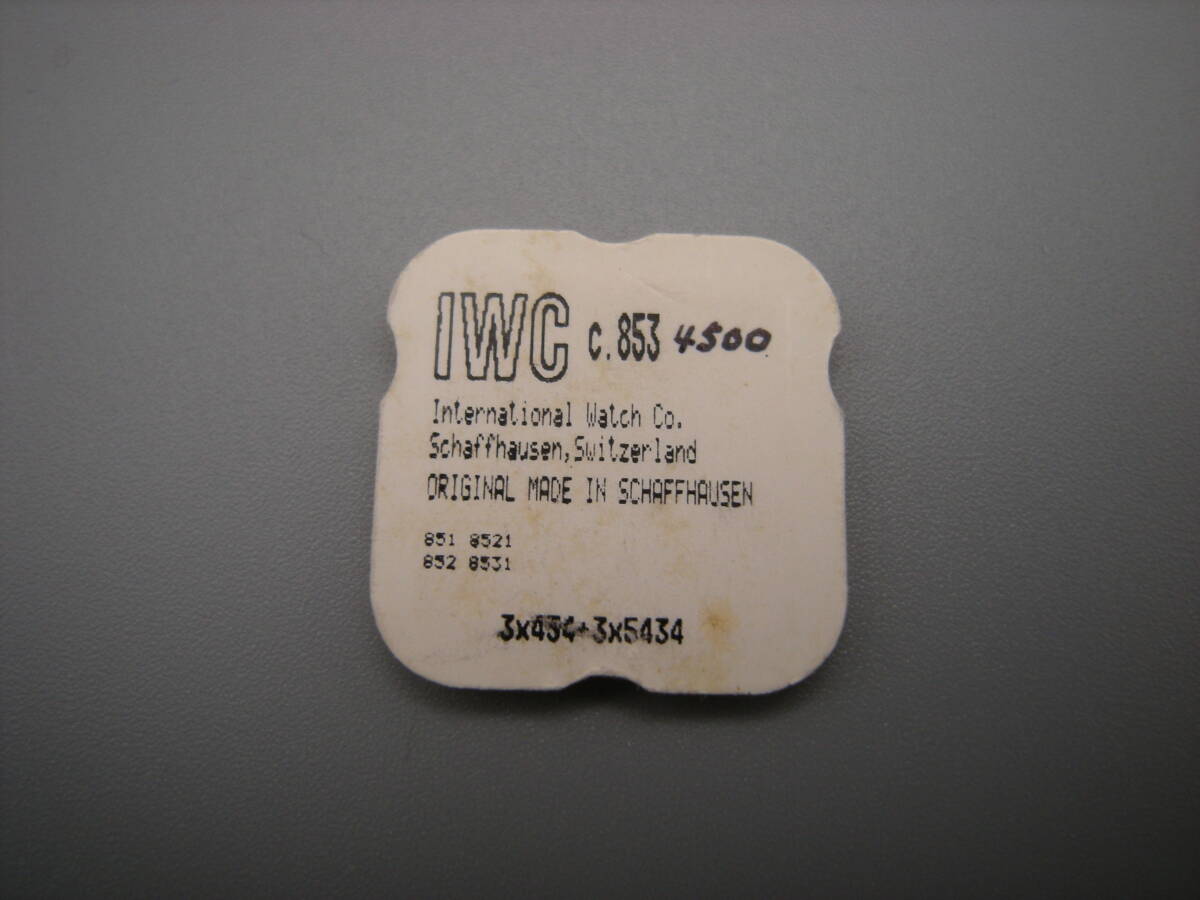 IWC c.853 4500
International Watch Co.
Schaffhausen,Switzerland
ORIGINAL MADE IN SCHAFFHAUSEN
851 8521
852 8531
3x434+3x5434